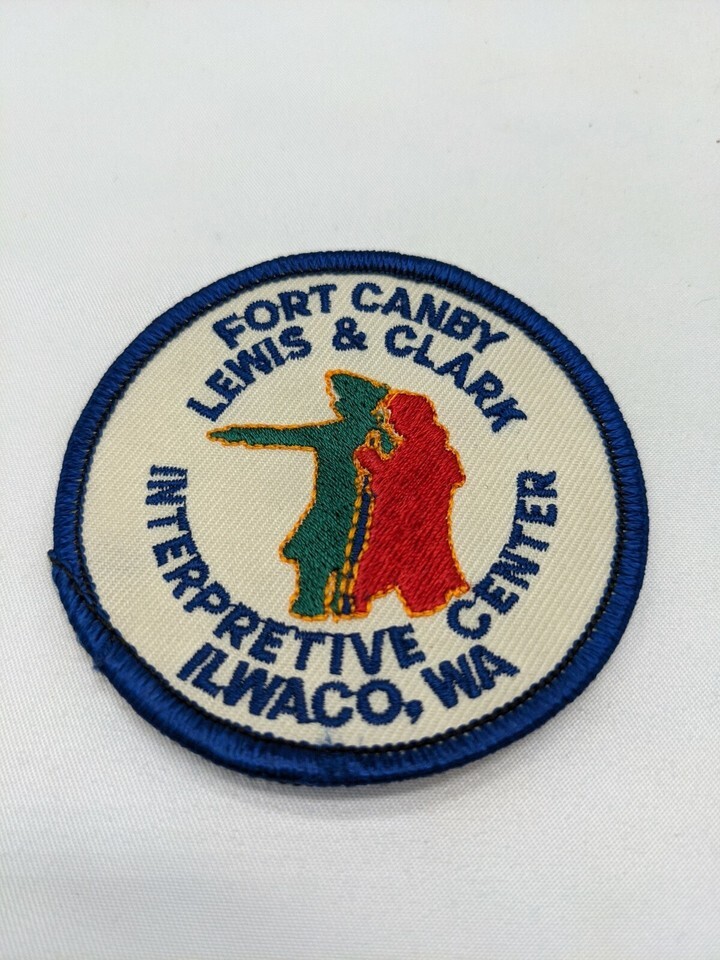 FORT CANBY
LEWIS & CLARK
INTERPRETIVE CENTER
ILWACO, WA